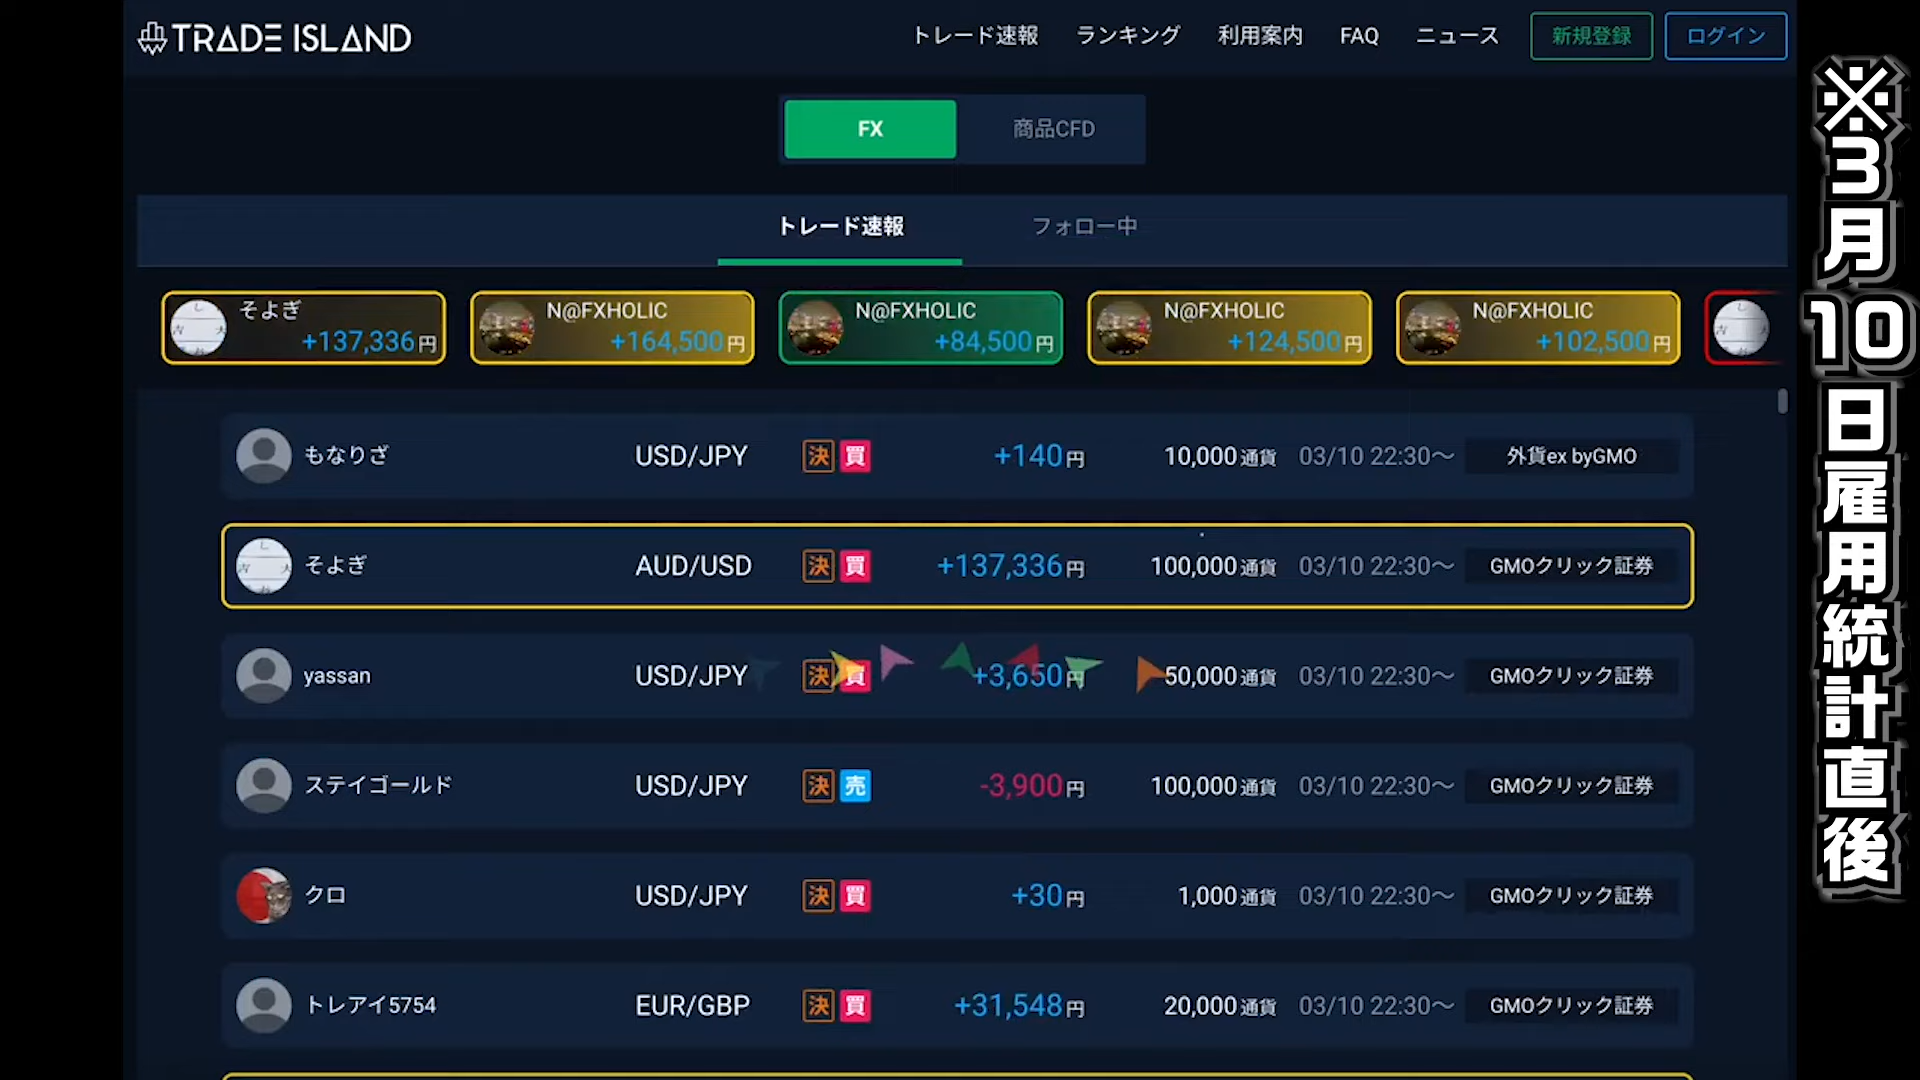 TRADE ISLAND
トレード速報 ランキング 利用案内 FAQ ニュース 新規登録 ログイン
FX 商品CFD
トレード速報 フォロー中
そよぎ
+137,336円
N@FXHOLIC
+164,500円
N@FXHOLIC
+84,500円
N@FXHOLIC
+124,500円
N@FXHOLIC
+102,500円
もなりざ USD/JPY 決 買 +140円 10,000通貨 03/10 22:30〜 外貨ex byGMO
そよぎ AUD/USD 決 買 +137,336円 100,000通貨 03/10 22:30〜 GMOクリック証券
yassan USD/JPY 決 買 +3,650円 50,000通貨 03/10 22:30〜 GMOクリック証券
ステイゴールド USD/JPY 決 売 -3,900円 100,000通貨 03/10 22:30〜 GMOクリック証券
クロ USD/JPY 決 買 +30円 1,000通貨 03/10 22:30〜 GMOクリック証券
トレアイ5754 EUR/GBP 決 買 +31,548円 20,000通貨 03/10 22:30〜 GMOクリック証券
※3月10日雇用統計直後